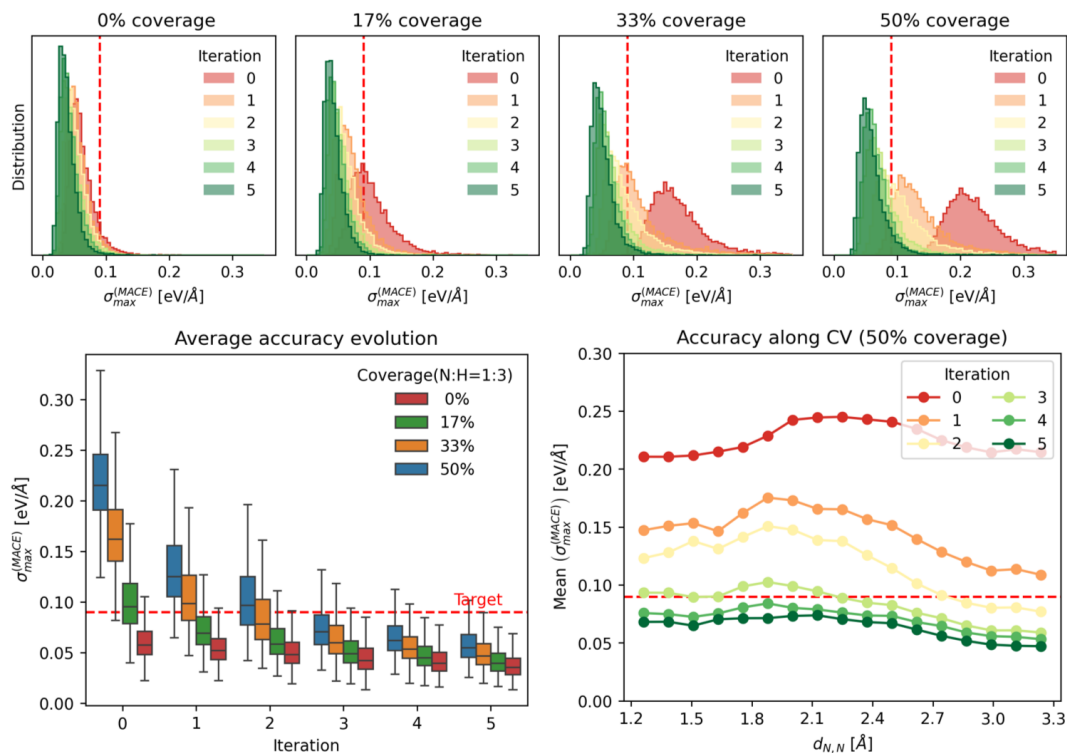 0% coverage
17% coverage
33% coverage
50% coverage
Distribution
Iteration
0
1
2
3
4
5
Iteration
0
1
2
3
4
5
Iteration
0
1
2
3
4
5
Iteration
0
1
2
3
4
5
0.0 0.1 0.2 0.3
0.0 0.1 0.2 0.3
0.0 0.1 0.2 0.3
0.0 0.1 0.2 0.3
σ_max^(MACE) [eV/Å]
σ_max^(MACE) [eV/Å]
σ_max^(MACE) [eV/Å]
σ_max^(MACE) [eV/Å]
Average accuracy evolution
σ_max^(MACE) [eV/Å]
0.30
0.25
0.20
0.15
0.10
0.05
0.00
Coverage(N:H=1:3)
0%
17%
33%
50%
Target
0 1 2 3 4 5
Iteration
Accuracy along CV (50% coverage)
Mean (σ_max^(MACE)) [eV/Å]
0.30
0.25
0.20
0.15
0.10
0.05
0.00
Iteration
0 3
1 4
2 5
1.2 1.5 1.8 2.1 2.4 2.7 3.0 3.3
d_N,N [Å]